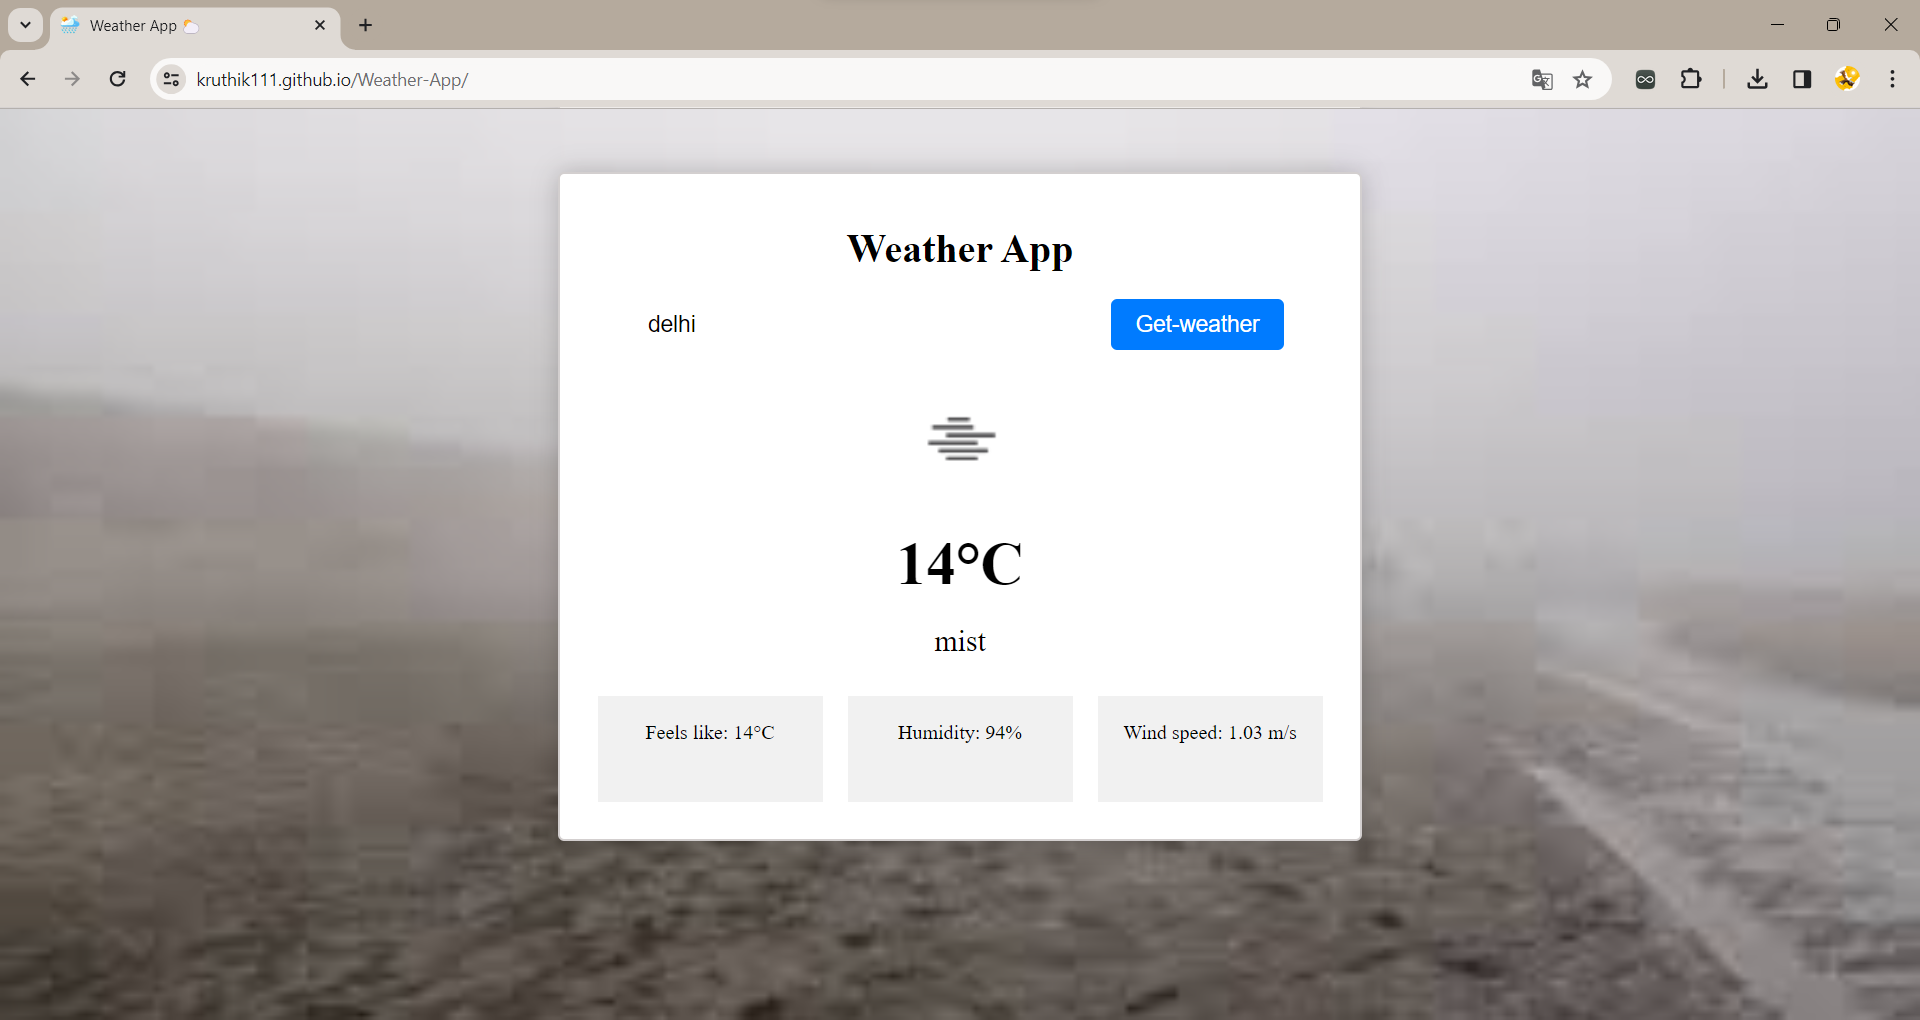 Weather App
kruthik111.github.io/Weather-App/
Weather App
delhi
Get-weather
14°C
mist
Feels like: 14°C
Humidity: 94%
Wind speed: 1.03 m/s